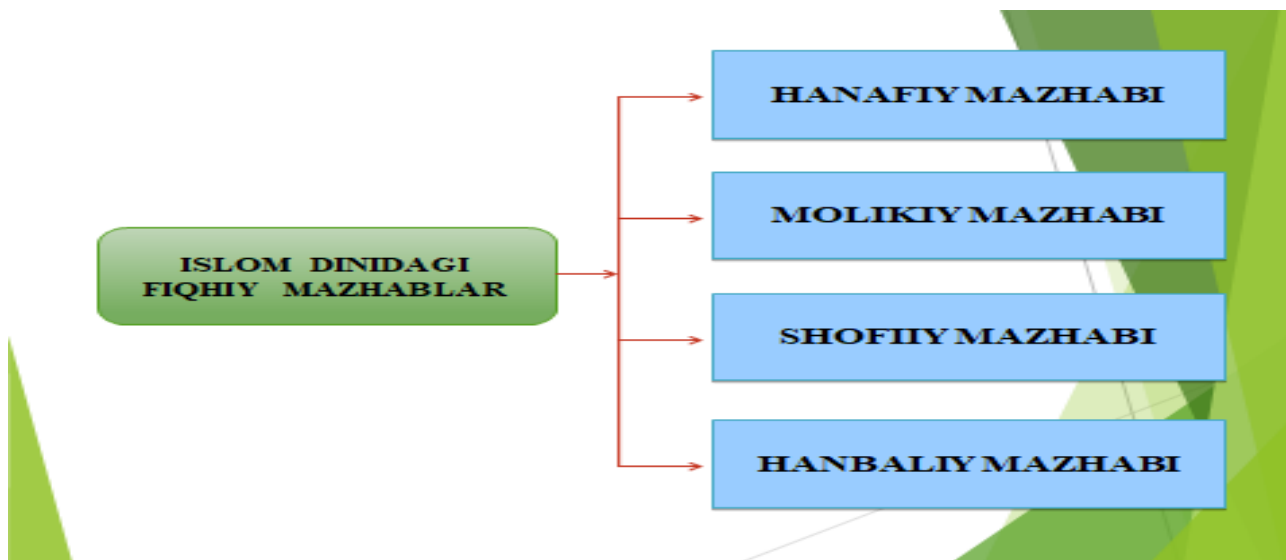 ISLOM DINIDAGI
FIQHIY MAZHABLAR
HANAFIY MAZHABI
MOLIKIY MAZHABI
SHOFIIY MAZHABI
HANBALIY MAZHABI